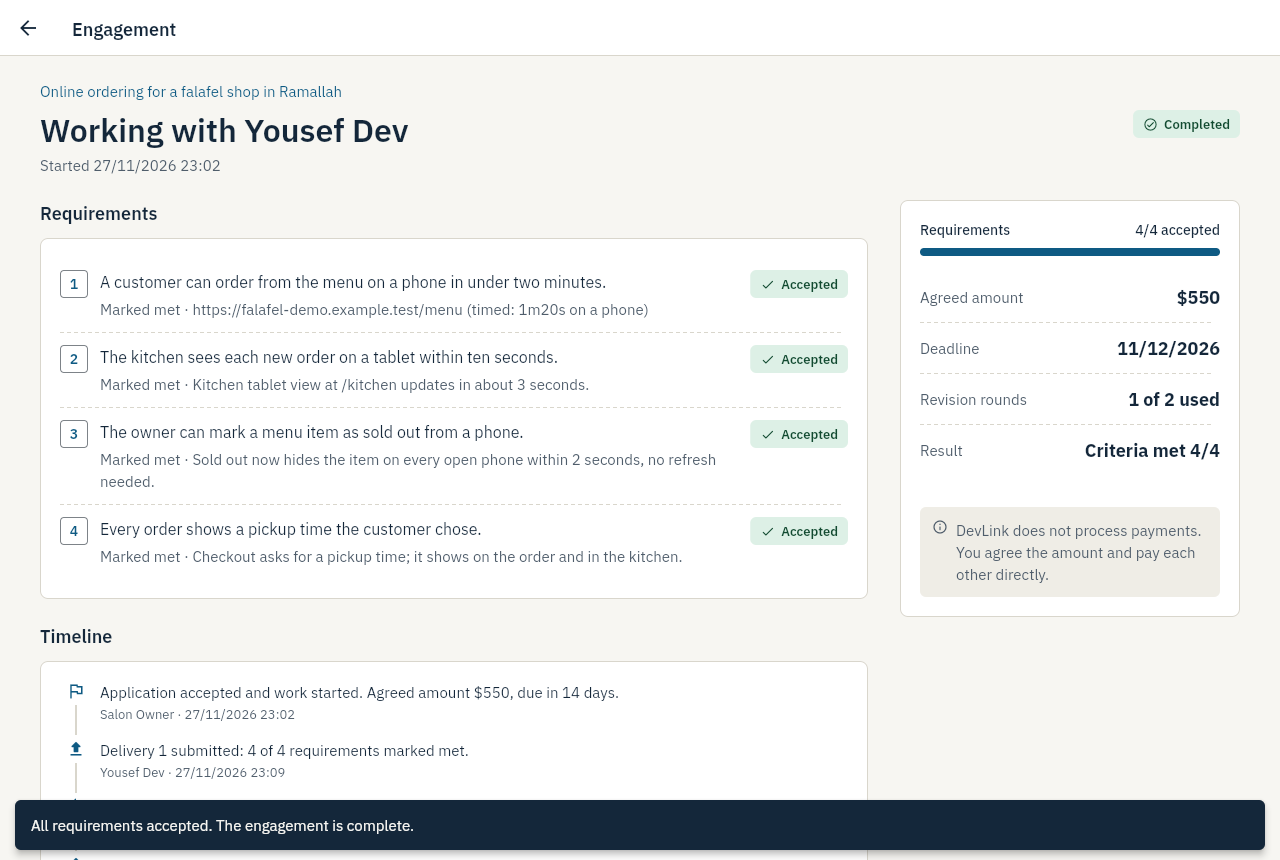 Engagement
Online ordering for a falafel shop in Ramallah
Working with Yousef Dev
Completed
Started 27/11/2026 23:02
Requirements
1
A customer can order from the menu on a phone in under two minutes.
Accepted
Marked met · https://falafel-demo.example.test/menu (timed: 1m20s on a phone)
2
The kitchen sees each new order on a tablet within ten seconds.
Accepted
Marked met · Kitchen tablet view at /kitchen updates in about 3 seconds.
3
The owner can mark a menu item as sold out from a phone.
Accepted
Marked met · Sold out now hides the item on every open phone within 2 seconds, no refresh
needed.
4
Every order shows a pickup time the customer chose.
Accepted
Marked met · Checkout asks for a pickup time; it shows on the order and in the kitchen.
Requirements 4/4 accepted
Agreed amount $550
Deadline 11/12/2026
Revision rounds 1 of 2 used
Result Criteria met 4/4
DevLink does not process payments.
You agree the amount and pay each
other directly.
Timeline
Application accepted and work started. Agreed amount $550, due in 14 days.
Salon Owner · 27/11/2026 23:02
Delivery 1 submitted: 4 of 4 requirements marked met.
Yousef Dev · 27/11/2026 23:09
All requirements accepted. The engagement is complete.